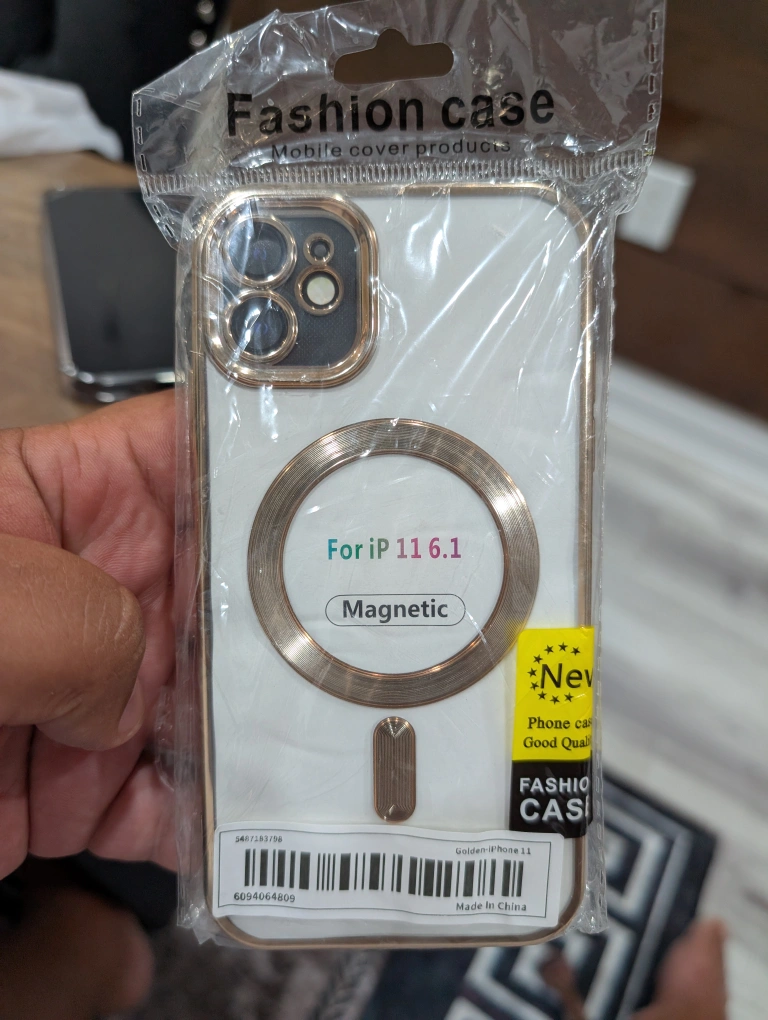 Fashion case
Mobile cover products
For iP 11 6.1
Magnetic
New
Phone cas
Good Quali
FASHIO
CAS
Golden-iPhone 11
6094064809
Made In China